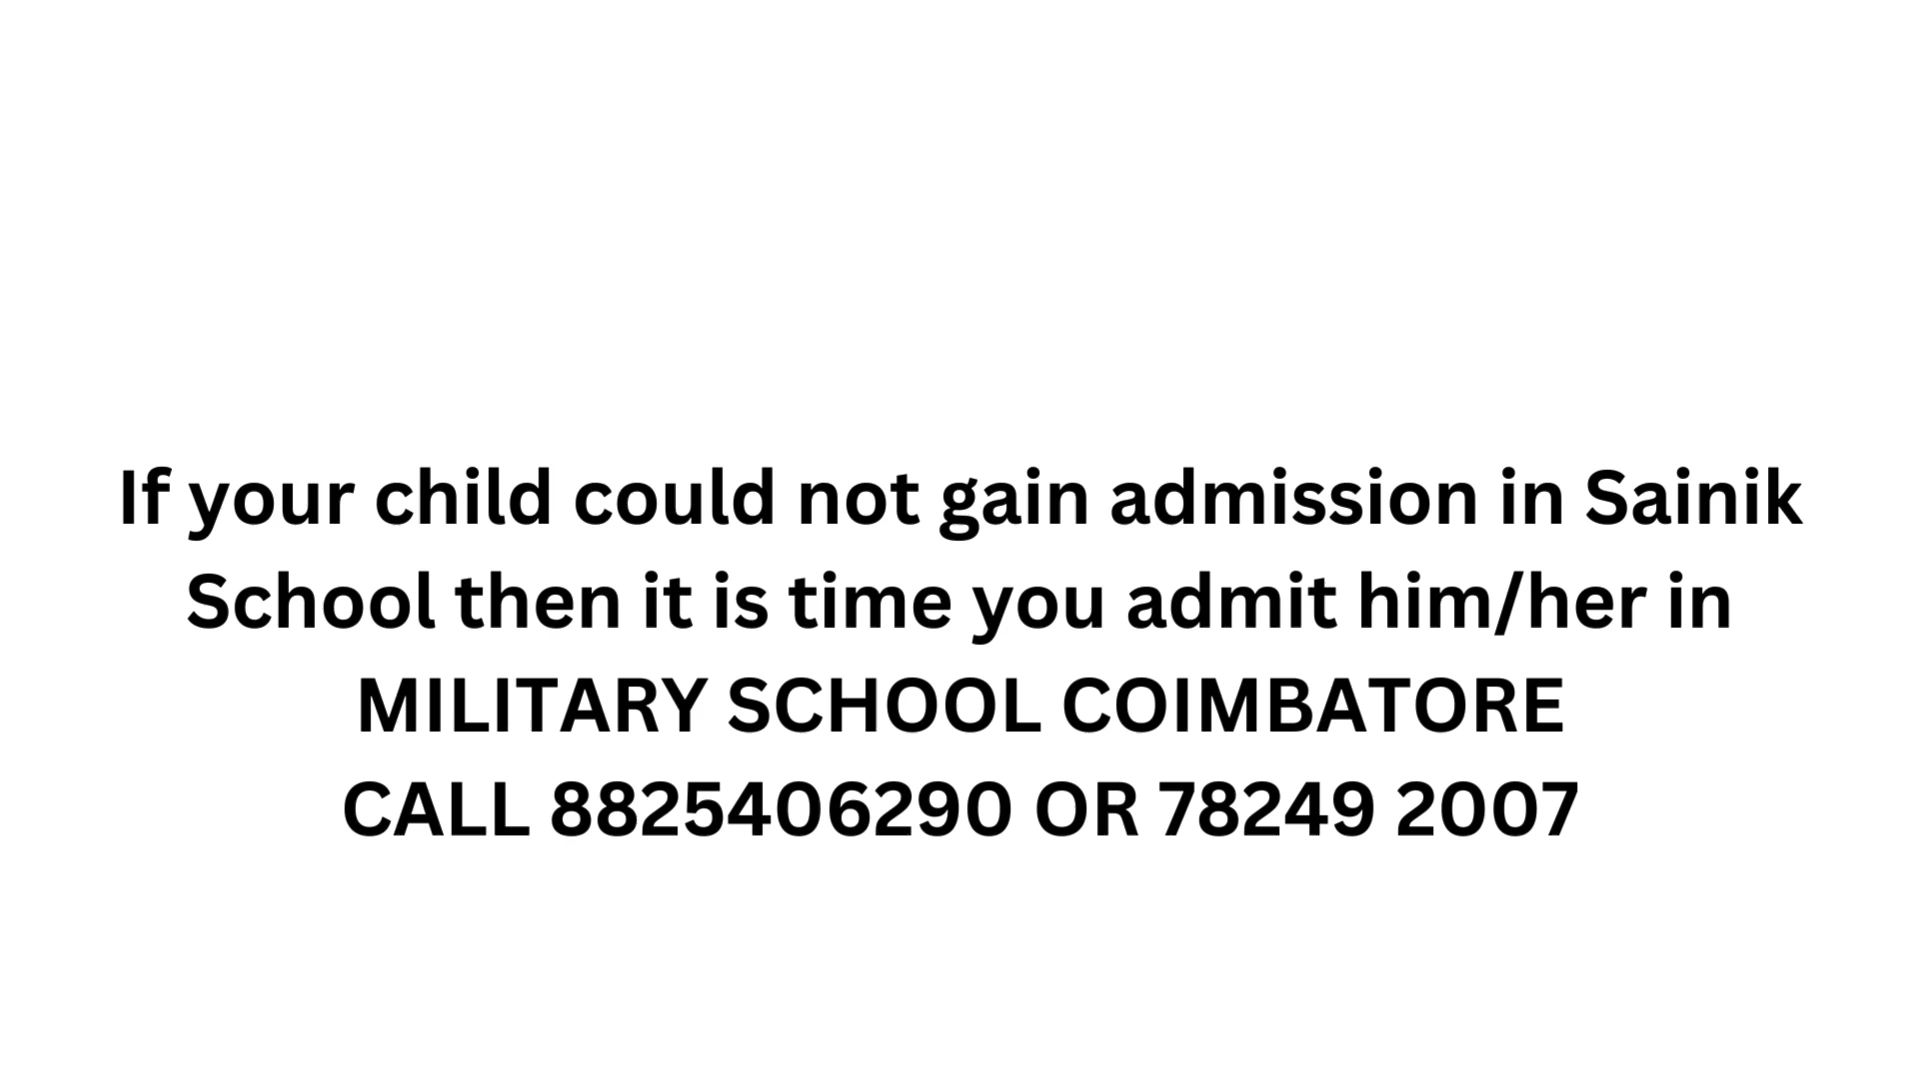 If your child could not gain admission in Sainik
School then it is time you admit him/her in
MILITARY SCHOOL COIMBATORE
CALL 8825406290 OR 78249 2007